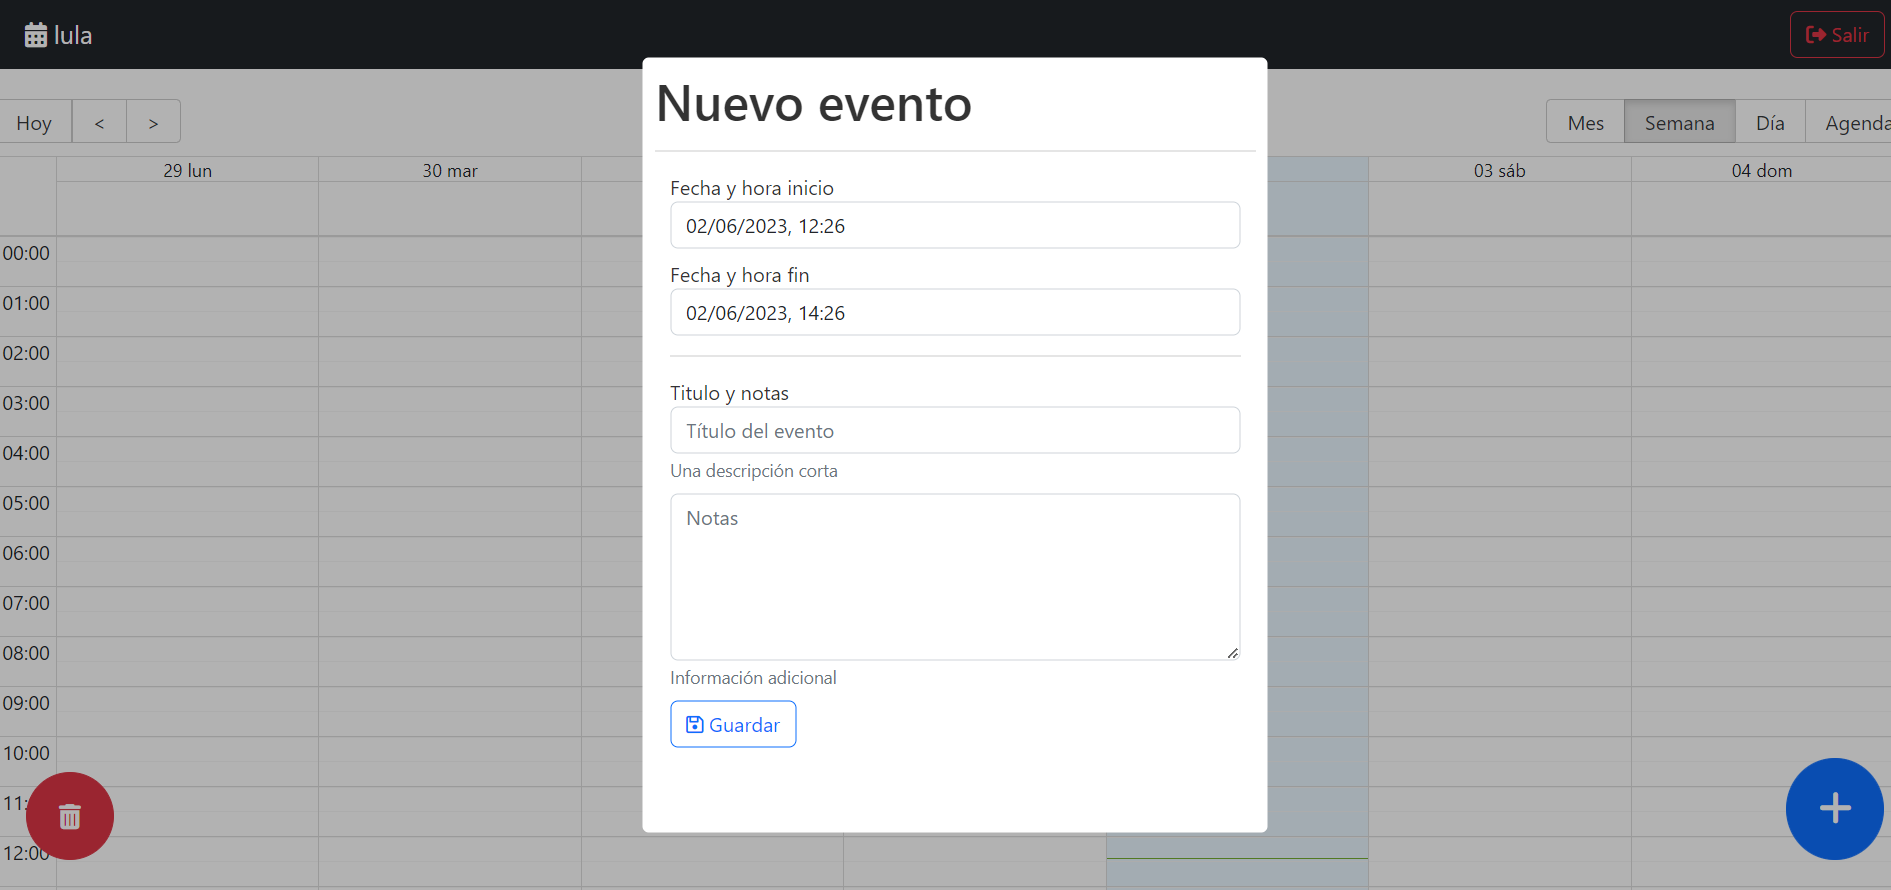 lula
Salir
Nuevo evento
Hoy < >
Mes Semana Día Agenda
29 lun 30 mar 03 sáb 04 dom
Fecha y hora inicio
02/06/2023, 12:26
Fecha y hora fin
02/06/2023, 14:26
Titulo y notas
Título del evento
Una descripción corta
Notas
Información adicional
Guardar
00:00
01:00
02:00
03:00
04:00
05:00
06:00
07:00
08:00
09:00
10:00
11:
12:00